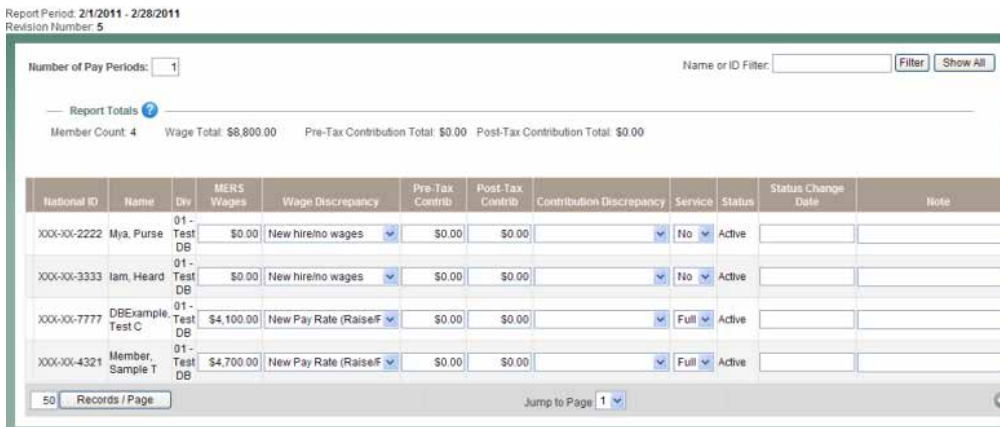 Report Period: 2/1/2011 - 2/28/2011
Revision Number: 5
Number of Pay Periods: 1 Name or ID Filter: Filter Show All
Report Totals ?
Member Count: 4 Wage Total: $8,800.00 Pre-Tax Contribution Total: $0.00 Post-Tax Contribution Total: $0.00
National ID Name Div MERS Wages Wage Discrepancy Pre-Tax Contrib Post-Tax Contrib Contribution Discrepancy Service Status Status Change Date Note
XXX-XX-2222 Mya, Purse 01 - Test DB $0.00 New hire/no wages $0.00 $0.00 No Active
XXX-XX-3333 Iam, Heard 01 - Test DB $0.00 New hire/no wages $0.00 $0.00 No Active
XXX-XX-7777 DBExample, Test C 01 - Test DB $4,100.00 New Pay Rate (Raise/F $0.00 $0.00 Full Active
XXX-XX-4321 Member, Sample T 01 - Test DB $4,700.00 New Pay Rate (Raise/F $0.00 $0.00 Full Active
50 Records / Page Jump to Page 1